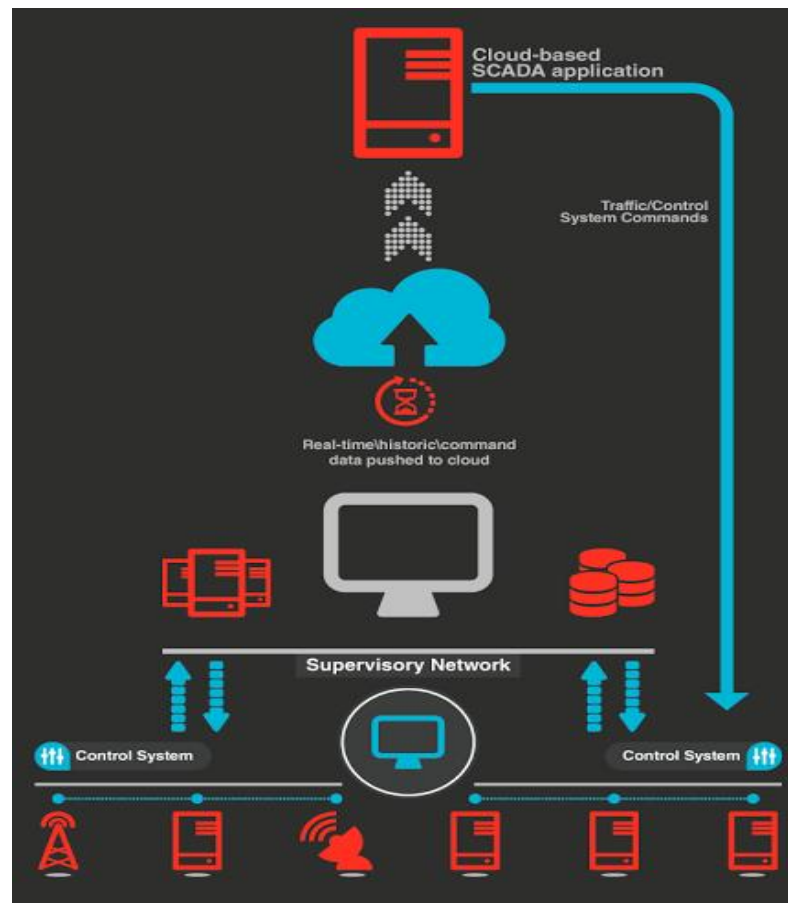 Cloud-based
SCADA application
Traffic/Control
System Commands
Real-time\historic\command
data pushed to cloud
Supervisory Network
Control System
Control System